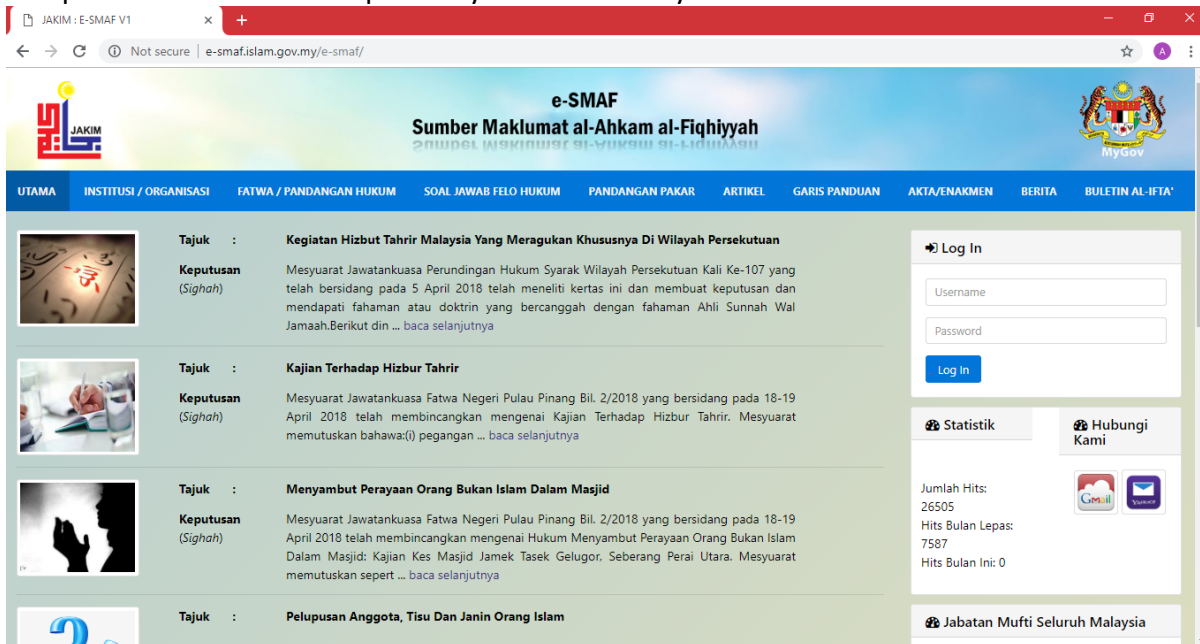 JAKIM : E-SMAF V1
Not secure | e-smaf.islam.gov.my/e-smaf/
A
JAKIM
e-SMAF
Sumber Maklumat al-Ahkam al-Fiqhiyyah
MyGov
UTAMA INSTITUSI / ORGANISASI FATWA / PANDANGAN HUKUM SOAL JAWAB FELO HUKUM PANDANGAN PAKAR ARTIKEL GARIS PANDUAN AKTA/ENAKMEN BERITA BULETIN AL-IFTA'
Tajuk : Kegiatan Hizbut Tahrir Malaysia Yang Meragukan Khususnya Di Wilayah Persekutuan
Keputusan (Sighah)
Mesyuarat Jawatankuasa Perundingan Hukum Syarak Wilayah Persekutuan Kali Ke-107 yang
telah bersidang pada 5 April 2018 telah meneliti kertas ini dan membuat keputusan dan
mendapati fahaman atau doktrin yang bercanggah dengan fahaman Ahli Sunnah Wal
Jamaah.Berikut din ... baca selanjutnya
Tajuk : Kajian Terhadap Hizbur Tahrir
Keputusan (Sighah)
Mesyuarat Jawatankuasa Fatwa Negeri Pulau Pinang Bil. 2/2018 yang bersidang pada 18-19
April 2018 telah membincangkan mengenai Kajian Terhadap Hizbur Tahrir. Mesyuarat
memutuskan bahawa:(i) pegangan ... baca selanjutnya
Tajuk : Menyambut Perayaan Orang Bukan Islam Dalam Masjid
Keputusan (Sighah)
Mesyuarat Jawatankuasa Fatwa Negeri Pulau Pinang Bil. 2/2018 yang bersidang pada 18-19
April 2018 telah membincangkan mengenai Hukum Menyambut Perayaan Orang Bukan Islam
Dalam Masjid: Kajian Kes Masjid Jamek Tasek Gelugor, Seberang Perai Utara. Mesyuarat
memutuskan sepert ... baca selanjutnya
Tajuk : Pelupusan Anggota, Tisu Dan Janin Orang Islam
Log In
Username
Password
Log In
Statistik
Hubungi
Kami
Jumlah Hits:
26505
Hits Bulan Lepas:
7587
Hits Bulan Ini: 0
Gmail
YAHOO!
Jabatan Mufti Seluruh Malaysia